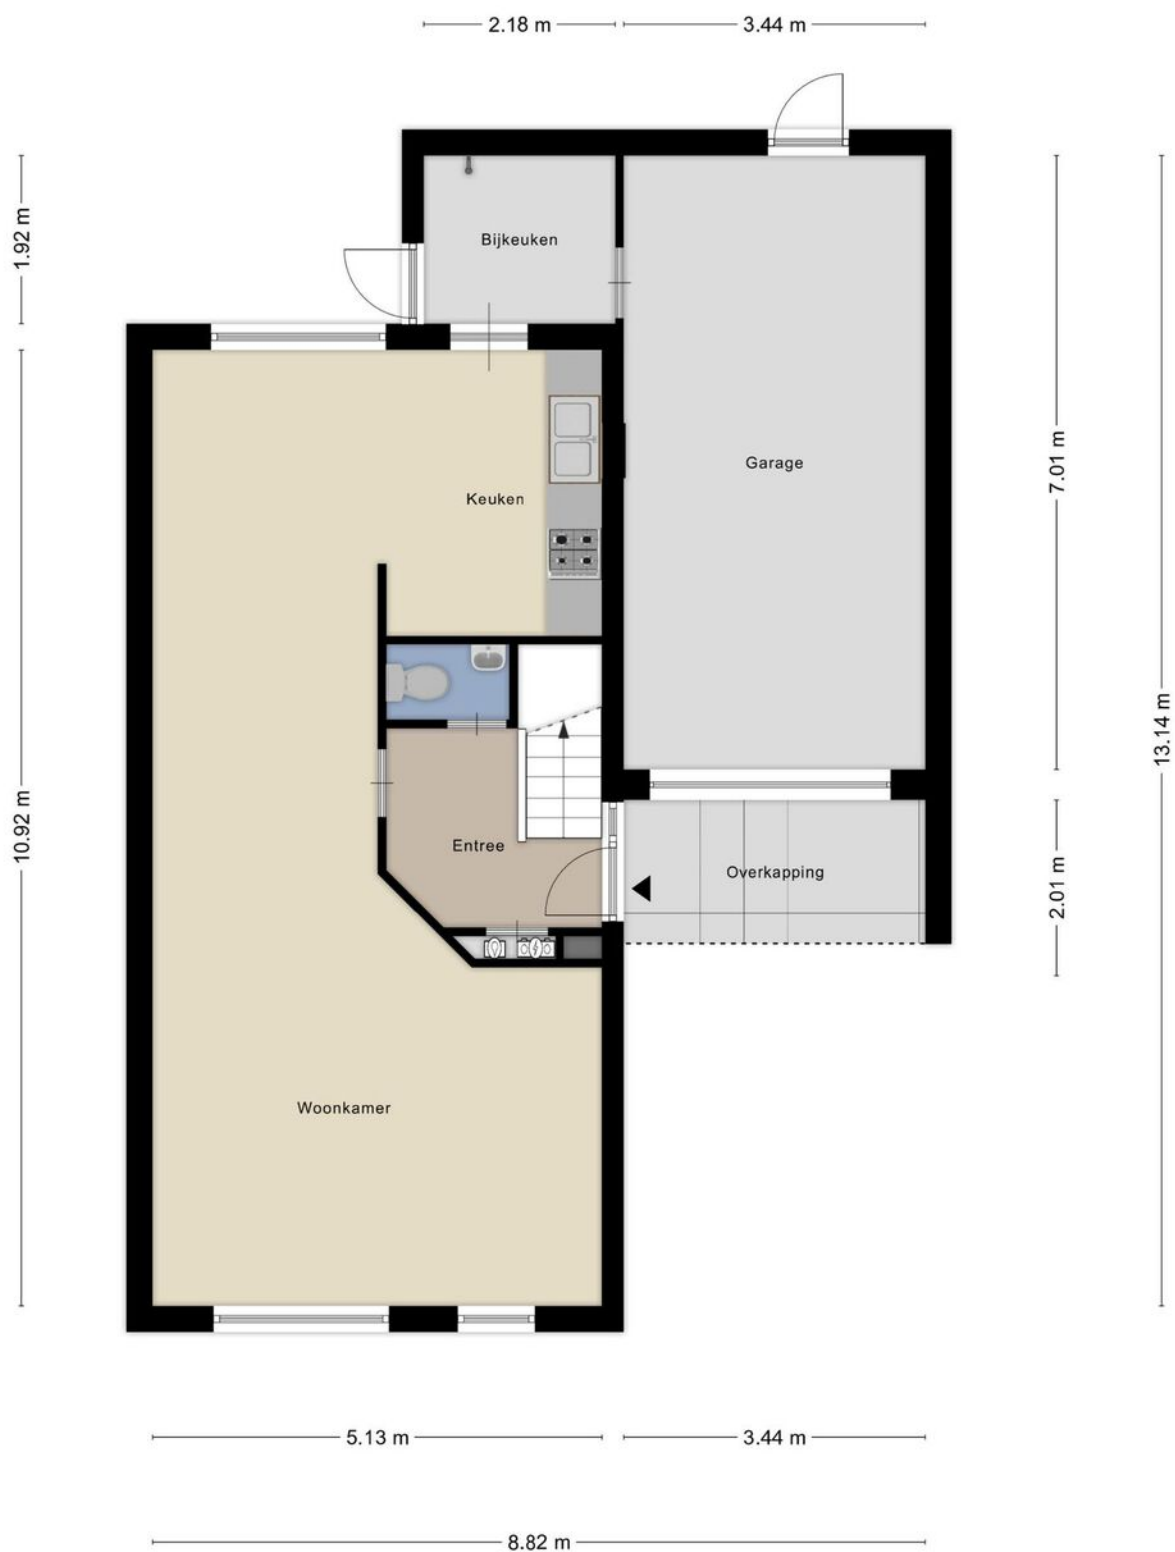 2.18 m
3.44 m
1.92 m
Bijkeuken
Garage
7.01 m
Keuken
13.14 m
10.92 m
Entree
Overkapping
2.01 m
Woonkamer
5.13 m
3.44 m
8.82 m